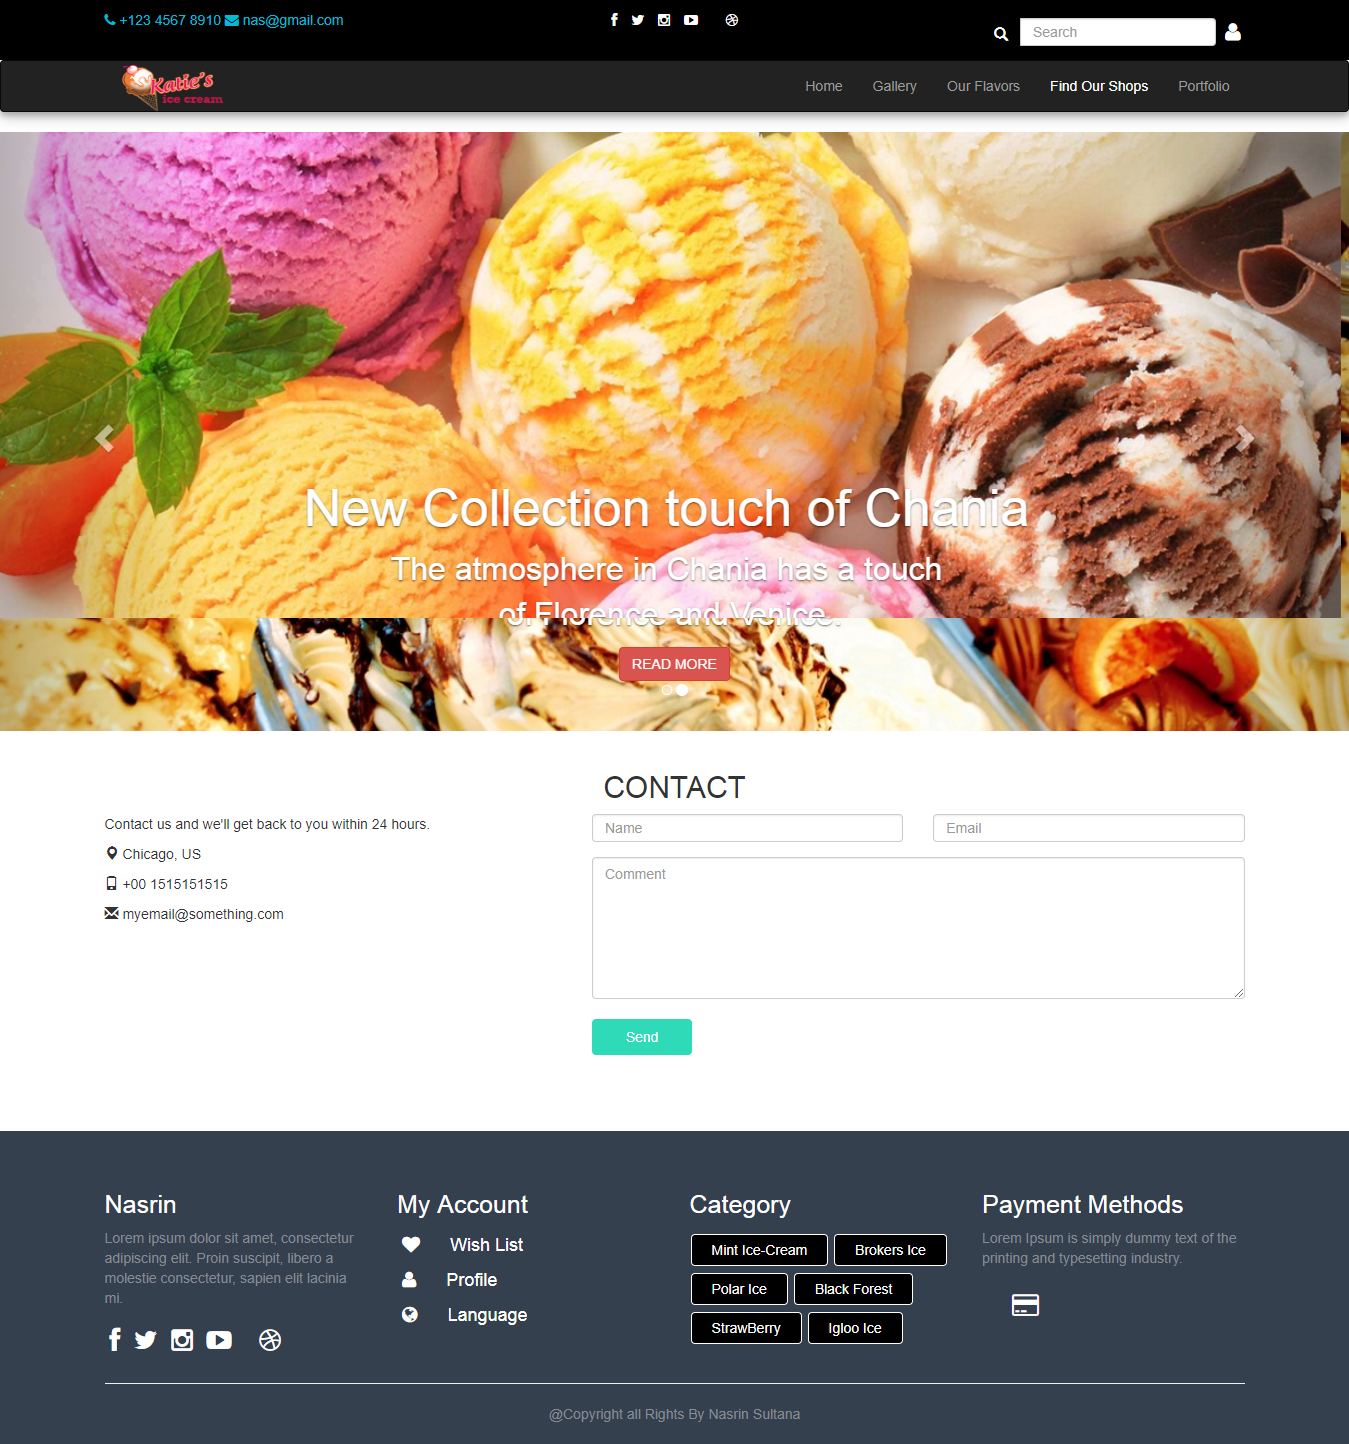 +123 4567 8910 nas@gmail.com
Search
Katie's
ice cream
Home Gallery Our Flavors Find Our Shops Portfolio
New Collection touch of Chania
The atmosphere in Chania has a touch
of Florence and Venice.
READ MORE
CONTACT
Contact us and we'll get back to you within 24 hours.
Chicago, US
+00 1515151515
myemail@something.com
Name Email
Comment
Send
Nasrin
Lorem ipsum dolor sit amet, consectetur
adipiscing elit. Proin suscipit, libero a
molestie consectetur, sapien elit lacinia
mi.
My Account
Wish List
Profile
Language
Category
Mint Ice-Cream Brokers Ice
Polar Ice Black Forest
StrawBerry Igloo Ice
Payment Methods
Lorem Ipsum is simply dummy text of the
printing and typesetting industry.
@Copyright all Rights By Nasrin Sultana